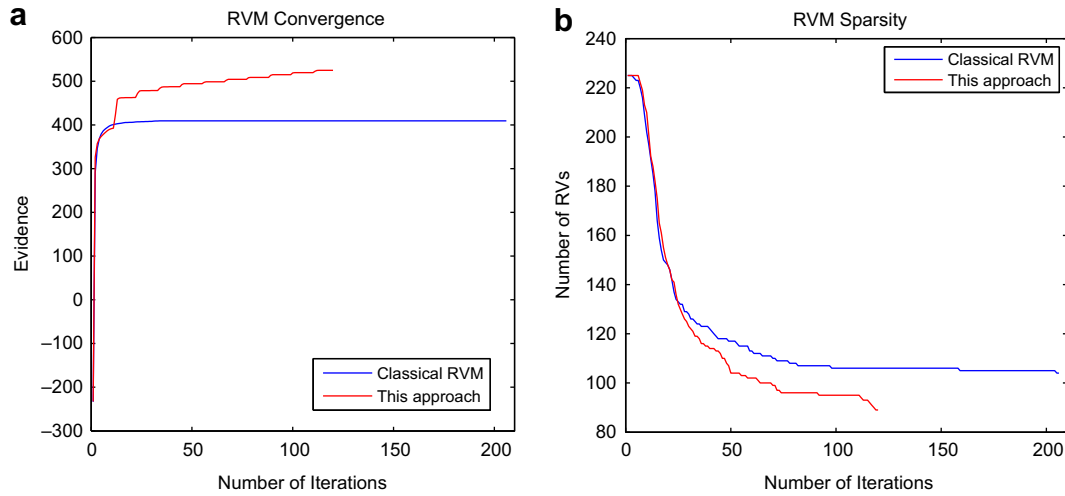 a
RVM Convergence
600
500
400
300
200
100
0
–100
–200
–300
Evidence
Classical RVM
This approach
0
50
100
150
200
Number of Iterations
b
RVM Sparsity
240
220
200
180
160
140
120
100
80
Number of RVs
Classical RVM
This approach
0
50
100
150
200
Number of Iterations